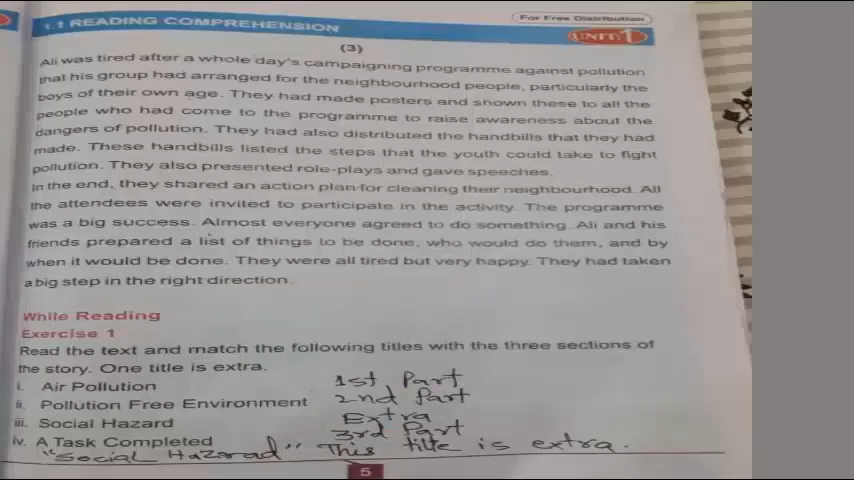 1.1 READING COMPREHENSION
For Free Distribution
UNIT: 1
(3)
Ali was tired after a whole day's campaigning programme against pollution
that his group had arranged for the neighbourhood people, particularly the
boys of their own age. They had made posters and shown these to all the
people who had come to the programme to raise awareness about the
dangers of pollution. They had also distributed the handbills that they had
made. These handbills listed the steps that the youth could take to fight
pollution. They also presented role-plays and gave speeches.
In the end, they shared an action plan for cleaning their neighbourhood. All
the attendees were invited to participate in the activity. The programme
was a big success. Almost everyone agreed to do something. Ali and his
friends prepared a list of things to be done, who would do them, and by
when it would be done. They were all tired but very happy. They had taken
a big step in the right direction.
While Reading
Exercise 1
Read the text and match the following titles with the three sections of
the story. One title is extra.
i. Air Pollution 1st Part
ii. Pollution Free Environment 2nd Part
iii. Social Hazard Extra
iv. A Task Completed 3rd Part
"Social Hazarad" This tilte is extra.
5